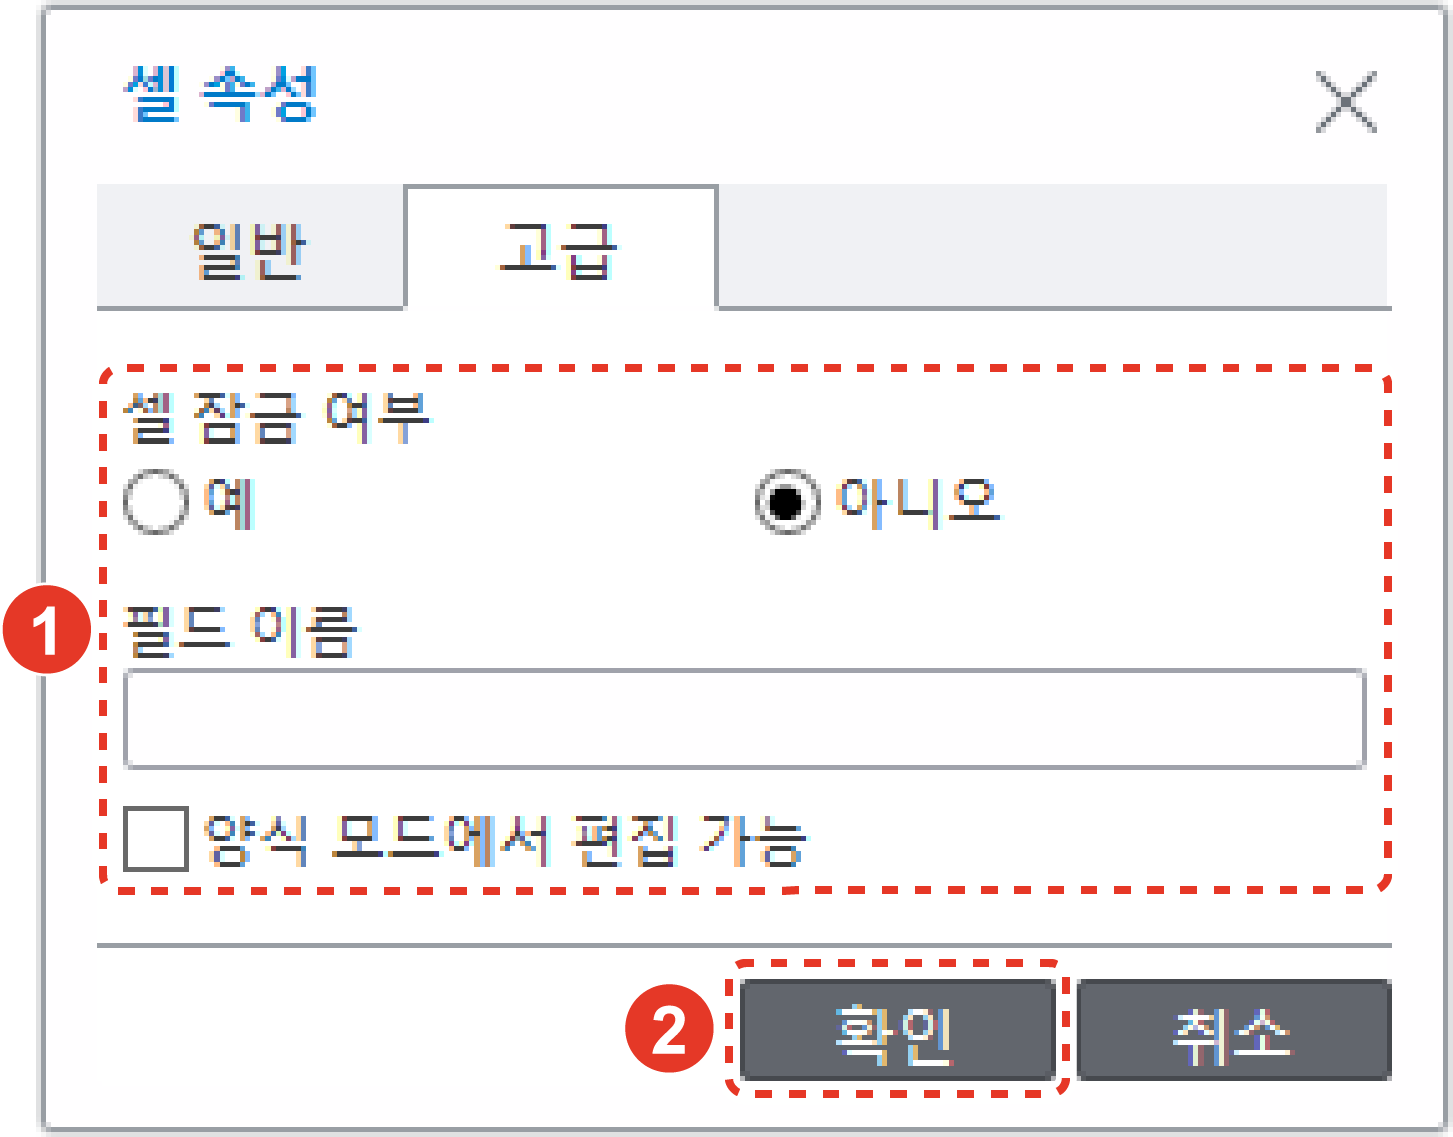 셀 속성
일반 고급
셀 잠금 여부
예 아니오
1
필드 이름
양식 모드에서 편집 가능
2 확인 취소